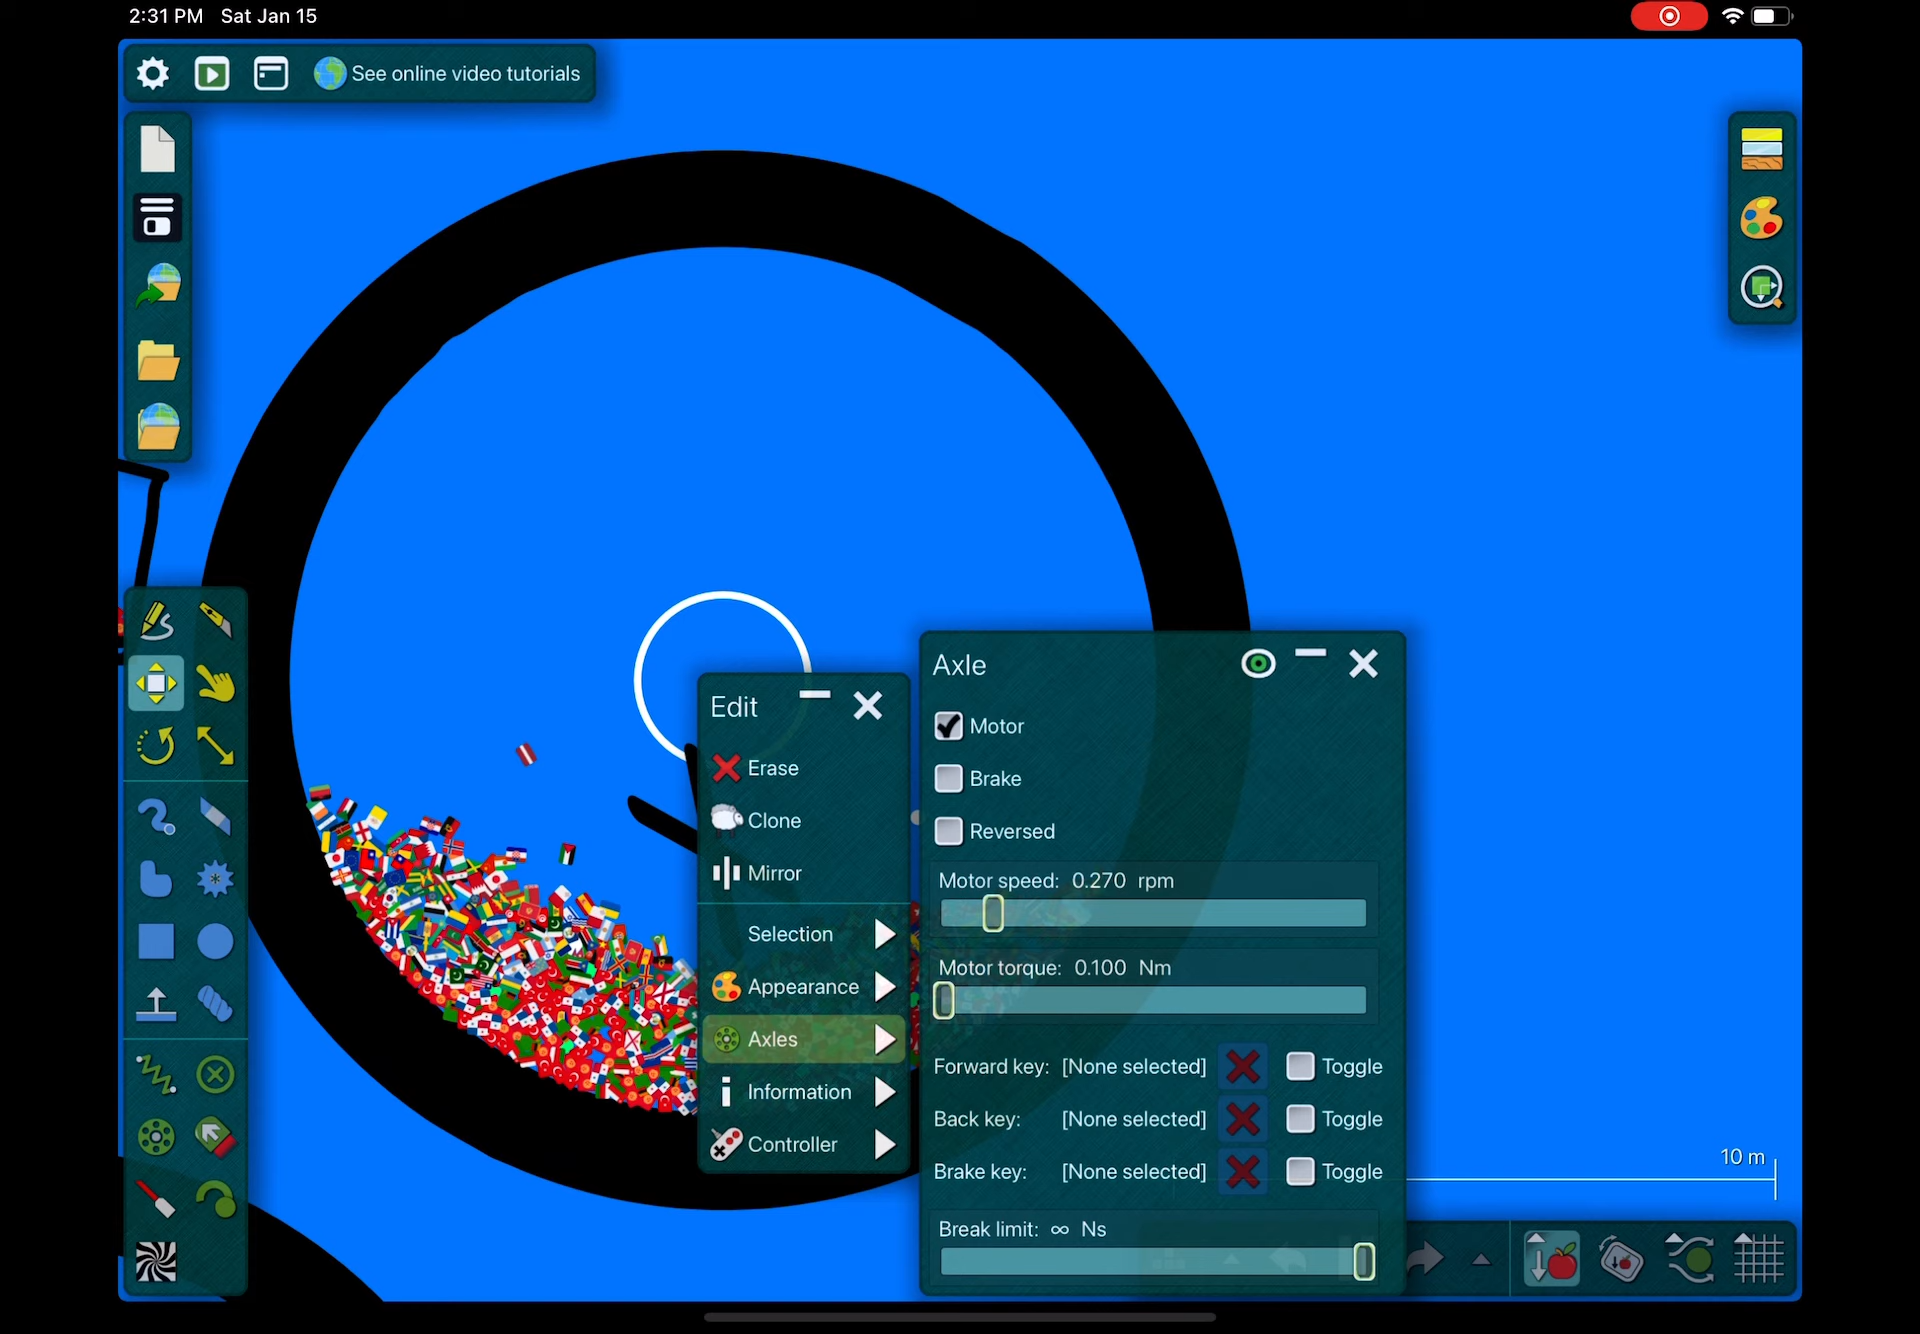 2:31 PM Sat Jan 15
See online video tutorials
Edit
Erase
Clone
Mirror
Selection
Appearance
Axles
Information
Controller
Axle
Motor
Brake
Reversed
Motor speed: 0.270 rpm
Motor torque: 0.100 Nm
Forward key: [None selected] Toggle
Back key: [None selected] Toggle
Brake key: [None selected] Toggle
Break limit: ∞ Ns
10 m